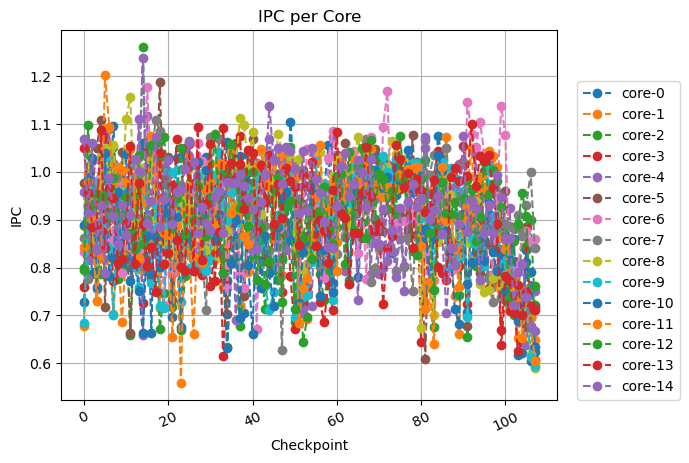 IPC per Core
IPC
1.2
1.1
1.0
0.9
0.8
0.7
0.6
0
20
40
60
80
100
Checkpoint
core-0
core-1
core-2
core-3
core-4
core-5
core-6
core-7
core-8
core-9
core-10
core-11
core-12
core-13
core-14